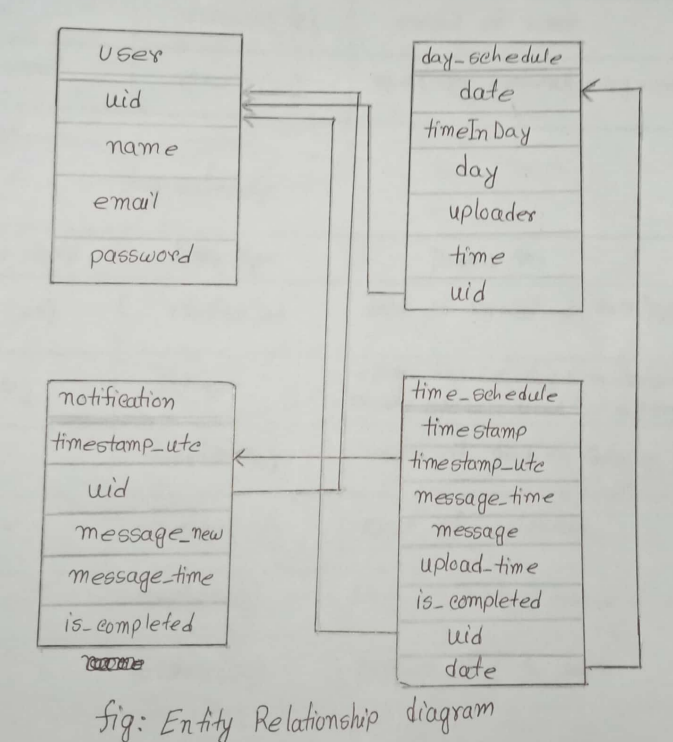 user
uid
name
email
password
day_schedule
date
timeInDay
day
uploader
time
uid
notification
timestamp_utc
uid
message_new
message_time
is_completed
time_schedule
timestamp
timestamp_utc
message_time
message
upload_time
is_completed
uid
date
fig: Entity Relationship diagram